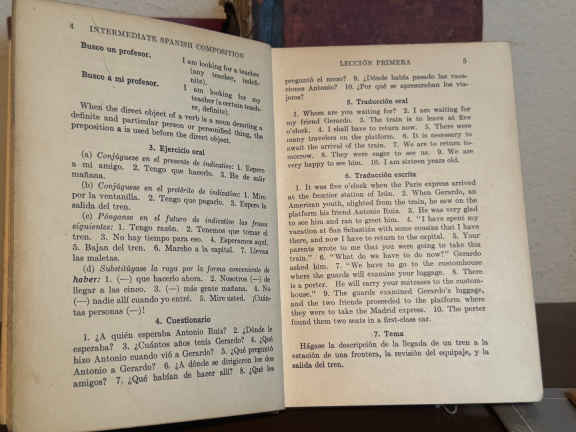 4 INTERMEDIATE SPANISH COMPOSITION
Busco un profesor. I am looking for a teacher
(any teacher, indefi-
nite).
Busco a mi profesor. I am looking for my
teacher (a certain teach-
er, definite).
When the direct object of a verb is a noun denoting a
definite and particular person or personified thing, the
preposition a is used before the direct object.
3. Ejercicio oral
(a) Conjúguese en el presente de indicativo: 1. Espero
a mi amigo. 2. Tengo que hacerlo. 3. He de salir
mañana.
(b) Conjúguese en el pretérito de indicativo: 1. Miro
por la ventanilla. 2. Tengo que pagarlo. 3. Espero la
salida del tren.
(c) Pónganse en el futuro de indicativo las frases
siguientes: 1. Tengo razón. 2. Tenemos que tomar el
tren. 3. No hay tiempo para eso. 4. Esperamos aquí.
5. Bajan del tren. 6. Marcho a la capital. 7. Llevas
las maletas.
(d) Substitúyase la raya por la forma conveniente de
haber: 1. (—) que hacerlo ahora. 2. Nosotros (—) de
llegar a las cinco. 3. (—) más gente mañana. 4. No
(—) nadie allí cuando yo entré. 5. Mire usted. ¡Cuán-
tas personas (—)!
4. Cuestionario
1. ¿A quién esperaba Antonio Ruiz? 2. ¿Dónde le
esperaba? 3. ¿Cuántos años tenía Gerardo? 4. ¿Qué
hizo Antonio cuando vió a Gerardo? 5. ¿Qué preguntó
Antonio a Gerardo? 6. ¿A dónde se dirigieron los dos
amigos? 7. ¿Qué habían de hacer allí? 8. ¿Qué les
LECCIÓN PRIMERA 5
preguntó el mozo? 9. ¿Dónde había pasado las vaca-
ciones Antonio? 10. ¿Por qué se apresuraban los via-
jeros?
5. Traducción oral
1. Whom are you waiting for? 2. I am waiting for
my friend Gerardo. 3. The train is to leave at five
o'clock. 4. I shall have to return now. 5. There were
many travelers on the platform. 6. It is necessary to
await the arrival of the train. 7. We are to return to-
morrow. 8. They were eager to see us. 9. We are
very happy to see him. 10. I am sixteen years old.
6. Traducción escrita
1. It was five o'clock when the Paris express arrived
at the frontier station of Irún. 2. When Gerardo, an
American youth, alighted from the train, he saw on the
platform his friend Antonio Ruiz. 3. He was very glad
to see him and ran to greet him. 4. "I have spent my
vacation at San Sebastián with some cousins that I have
there, and now I have to return to the capital. 5. Your
parents wrote to me that you were going to take this
train." 6. "What do we have to do now?" Gerardo
asked him. 7. "We have to go to the customhouse
where the guards will examine your luggage. 8. There
is a porter. He will carry your suitcases to the custom-
house." 9. The guards examined Gerardo's luggage,
and the two friends proceeded to the platform where
they were to take the Madrid express. 10. The porter
found them two seats in a first-class car.
7. Tema
Hágase la descripción de la llegada de un tren a la
estación de una frontera, la revisión del equipaje, y la
salida del tren.